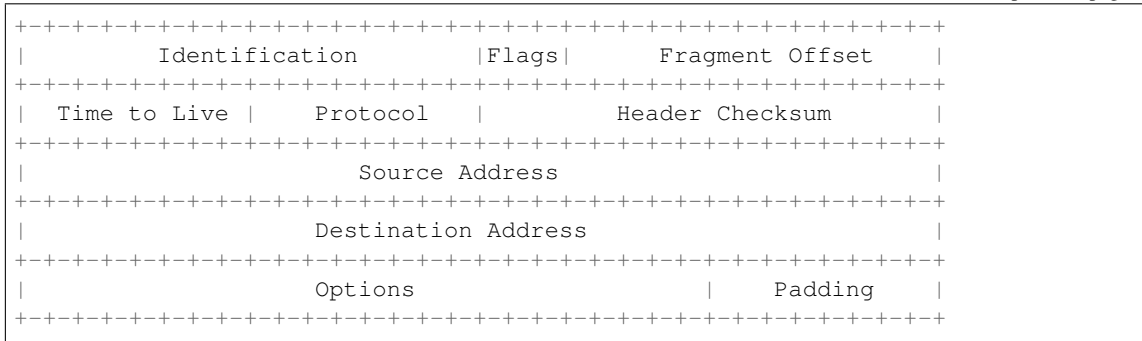 +-+-+-+-+-+-+-+-+-+-+-+-+-+-+-+-+-+-+-+-+-+-+-+-+-+-+-+-+-+-+-+-+
|         Identification        |Flags|      Fragment Offset    |
+-+-+-+-+-+-+-+-+-+-+-+-+-+-+-+-+-+-+-+-+-+-+-+-+-+-+-+-+-+-+-+-+
|  Time to Live |    Protocol   |         Header Checksum       |
+-+-+-+-+-+-+-+-+-+-+-+-+-+-+-+-+-+-+-+-+-+-+-+-+-+-+-+-+-+-+-+-+
|                       Source Address                          |
+-+-+-+-+-+-+-+-+-+-+-+-+-+-+-+-+-+-+-+-+-+-+-+-+-+-+-+-+-+-+-+-+
|                    Destination Address                        |
+-+-+-+-+-+-+-+-+-+-+-+-+-+-+-+-+-+-+-+-+-+-+-+-+-+-+-+-+-+-+-+-+
|                    Options                    |    Padding    |
+-+-+-+-+-+-+-+-+-+-+-+-+-+-+-+-+-+-+-+-+-+-+-+-+-+-+-+-+-+-+-+-+